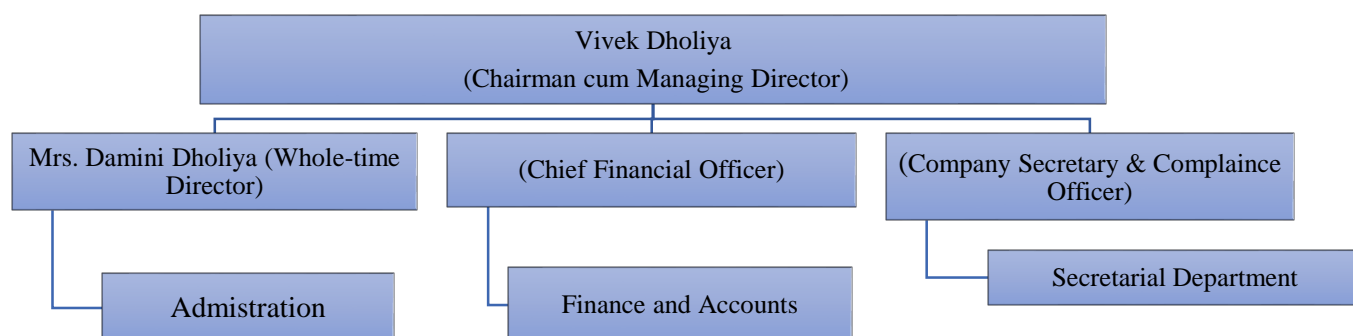 Vivek Dholiya
(Chairman cum Managing Director)
Mrs. Damini Dholiya (Whole-time
Director)
(Chief Financial Officer)
(Company Secretary & Complaince
Officer)
Admistration
Finance and Accounts
Secretarial Department